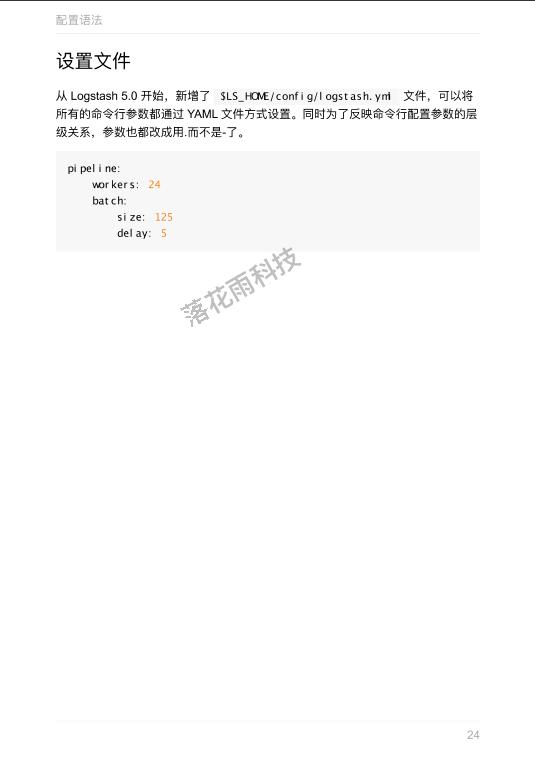 配置语法
设置文件
从 Logstash 5.0 开始，新增了 $LS_HOME/config/logstash.yml 文件，可以将
所有的命令行参数都通过 YAML 文件方式设置。同时为了反映命令行配置参数的层
级关系，参数也都改成用.而不是-了。
pipeline:
    workers: 24
    batch:
        size: 125
        delay: 5
落花雨科技
24